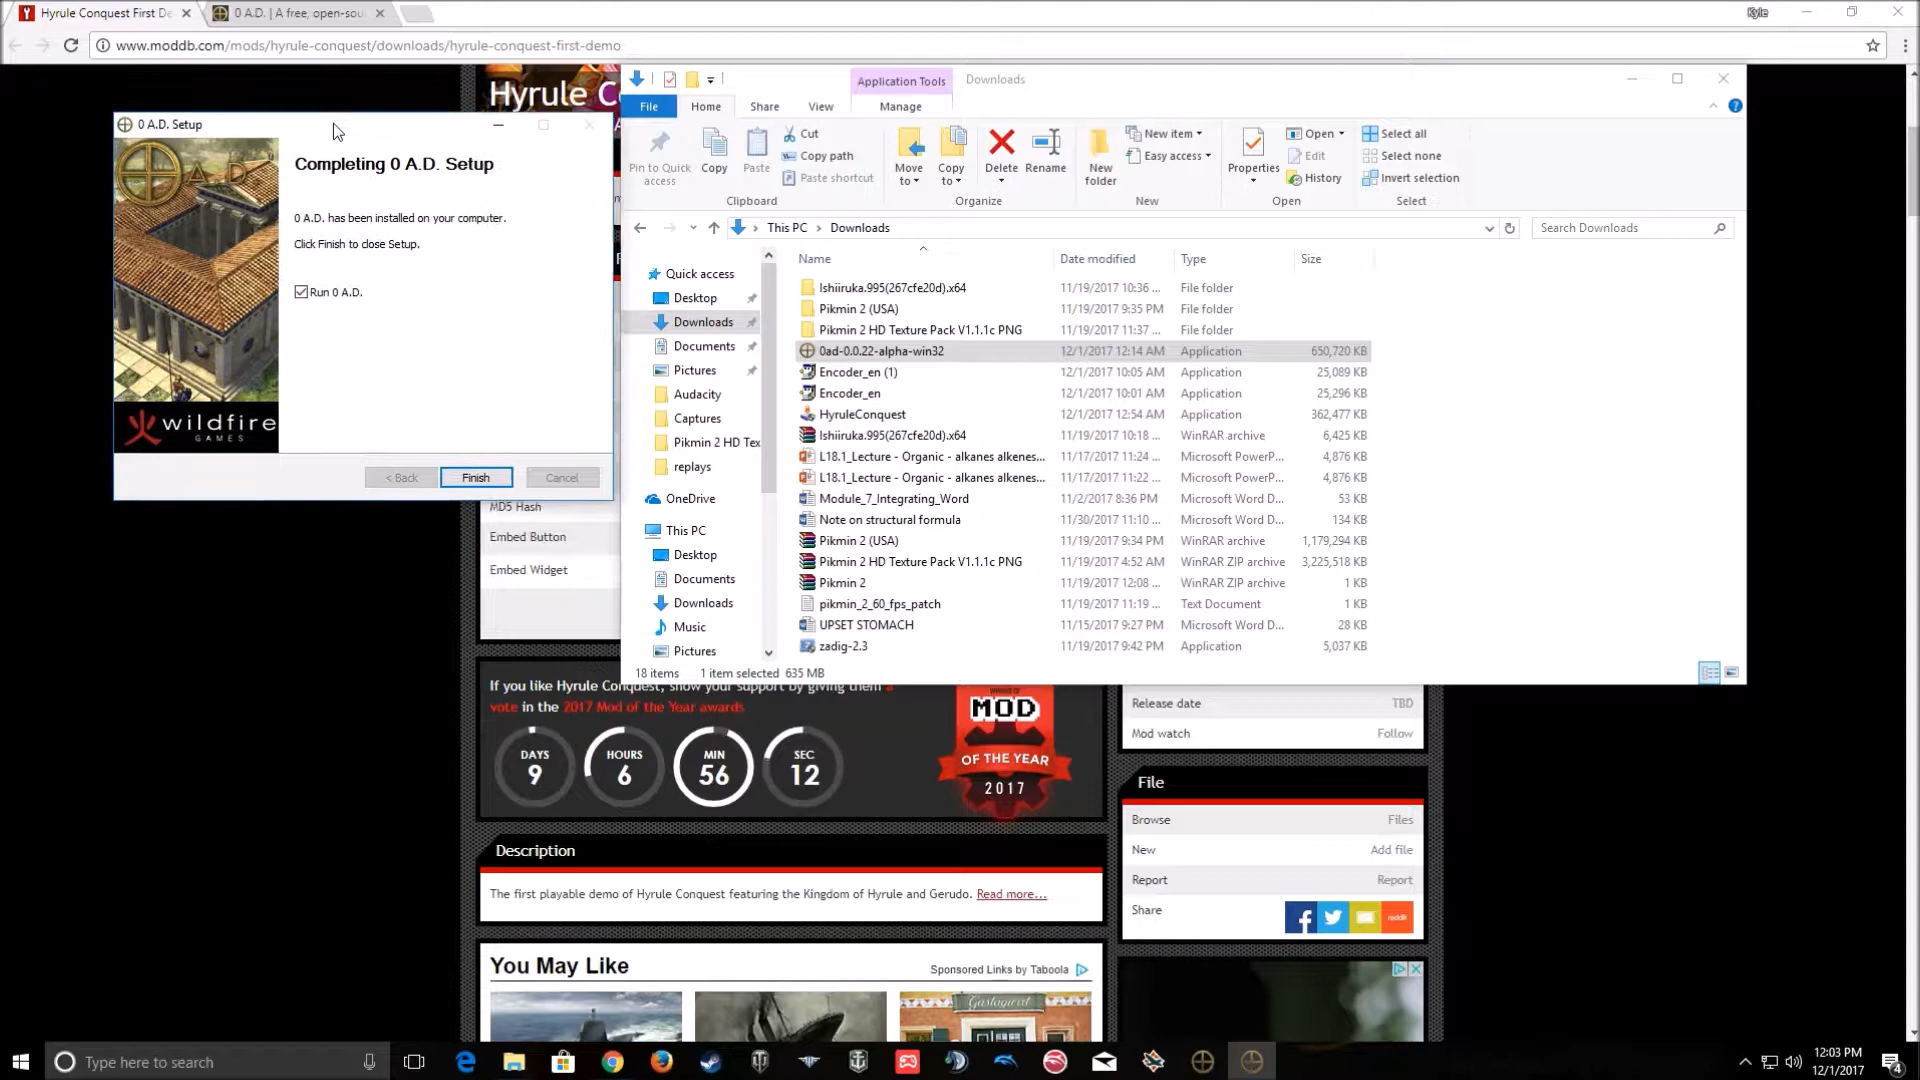 Hyrule Conquest First De
0 A.D. | A free, open-sou
Kyle
www.moddb.com/mods/hyrule-conquest/downloads/hyrule-conquest-first-demo
Hyrule C
Application Tools
Downloads
File
Home
Share
View
Manage
Pin to Quick access
Copy
Paste
Cut
Copy path
Paste shortcut
Move to
Copy to
Delete
Rename
New folder
New item
Easy access
Properties
Open
Edit
History
Select all
Select none
Invert selection
Clipboard
Organize
New
Open
Select
This PC > Downloads
Search Downloads
0 A.D. Setup
Completing 0 A.D. Setup
0 A.D. has been installed on your computer.
Click Finish to close Setup.
Run 0 A.D.
A.D.
wildfire
GAMES
< Back
Finish
Cancel
Quick access
Desktop
Downloads
Documents
Pictures
Audacity
Captures
Pikmin 2 HD Tex
replays
OneDrive
This PC
Desktop
Documents
Downloads
Music
Pictures
Name Date modified Type Size
Ishiiruka.995(267cfe20d).x64 11/19/2017 10:36 ... File folder
Pikmin 2 (USA) 11/19/2017 9:35 PM File folder
Pikmin 2 HD Texture Pack V1.1.1c PNG 11/19/2017 11:37 ... File folder
0ad-0.0.22-alpha-win32 12/1/2017 12:14 AM Application 650,720 KB
Encoder_en (1) 12/1/2017 10:05 AM Application 25,089 KB
Encoder_en 12/1/2017 10:01 AM Application 25,296 KB
HyruleConquest 12/1/2017 12:54 AM Application 362,477 KB
Ishiiruka.995(267cfe20d).x64 11/19/2017 10:18 ... WinRAR archive 6,425 KB
L18.1_Lecture - Organic - alkanes alkenes... 11/17/2017 11:24 ... Microsoft PowerP... 4,876 KB
L18.1_Lecture - Organic - alkanes alkenes... 11/17/2017 11:22 ... Microsoft PowerP... 4,876 KB
Module_7_Integrating_Word 11/2/2017 8:36 PM Microsoft Word D... 53 KB
Note on structural formula 11/30/2017 11:10 ... Microsoft Word D... 134 KB
Pikmin 2 (USA) 11/19/2017 9:34 PM WinRAR archive 1,179,294 KB
Pikmin 2 HD Texture Pack V1.1.1c PNG 11/19/2017 4:52 AM WinRAR ZIP archive 3,225,518 KB
Pikmin 2 11/19/2017 12:08 ... WinRAR ZIP archive 1 KB
pikmin_2_60_fps_patch 11/19/2017 11:19 ... Text Document 1 KB
UPSET STOMACH 11/15/2017 9:27 PM Microsoft Word D... 28 KB
zadig-2.3 11/19/2017 9:42 PM Application 5,037 KB
18 items 1 item selected 635 MB
MD5 Hash
Embed Button
Embed Widget
If you like Hyrule Conquest, show your support by giving them a
vote in the 2017 Mod of the Year awards
DAYS 9
HOURS 6
MIN 56
SEC 12
MOD
OF THE YEAR
2017
Release date TBD
Mod watch Follow
File
Browse Files
New Add file
Report Report
Share
reddit
Description
The first playable demo of Hyrule Conquest featuring the Kingdom of Hyrule and Gerudo. Read more...
You May Like
Sponsored Links by Taboola
Type here to search
12:03 PM
12/1/2017
4